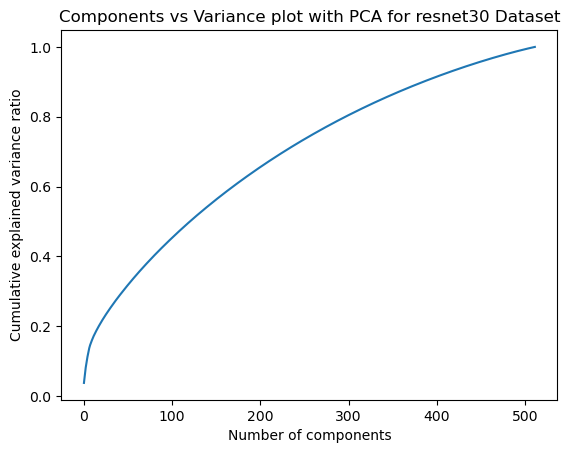 Components vs Variance plot with PCA for resnet30 Dataset
1.0
0.8
0.6
0.4
0.2
0.0
Cumulative explained variance ratio
0 100 200 300 400 500
Number of components